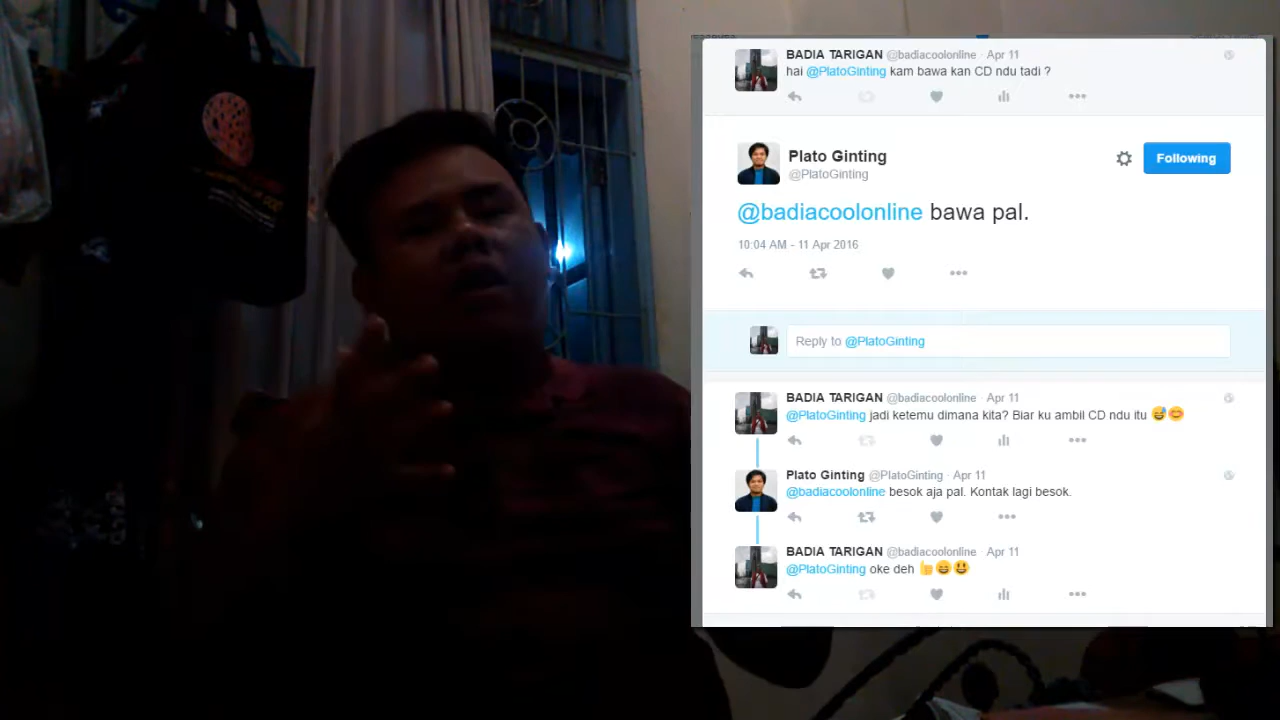 BADIA TARIGAN @badiacoolonline · Apr 11
hai @PlatoGinting kam bawa kan CD ndu tadi ?
Plato Ginting
@PlatoGinting
Following
@badiacoolonline bawa pal.
10:04 AM - 11 Apr 2016
Reply to @PlatoGinting
BADIA TARIGAN @badiacoolonline · Apr 11
@PlatoGinting jadi ketemu dimana kita? Biar ku ambil CD ndu itu 😅😊
Plato Ginting @PlatoGinting · Apr 11
@badiacoolonline besok aja pal. Kontak lagi besok.
BADIA TARIGAN @badiacoolonline · Apr 11
@PlatoGinting oke deh 👍😄😃